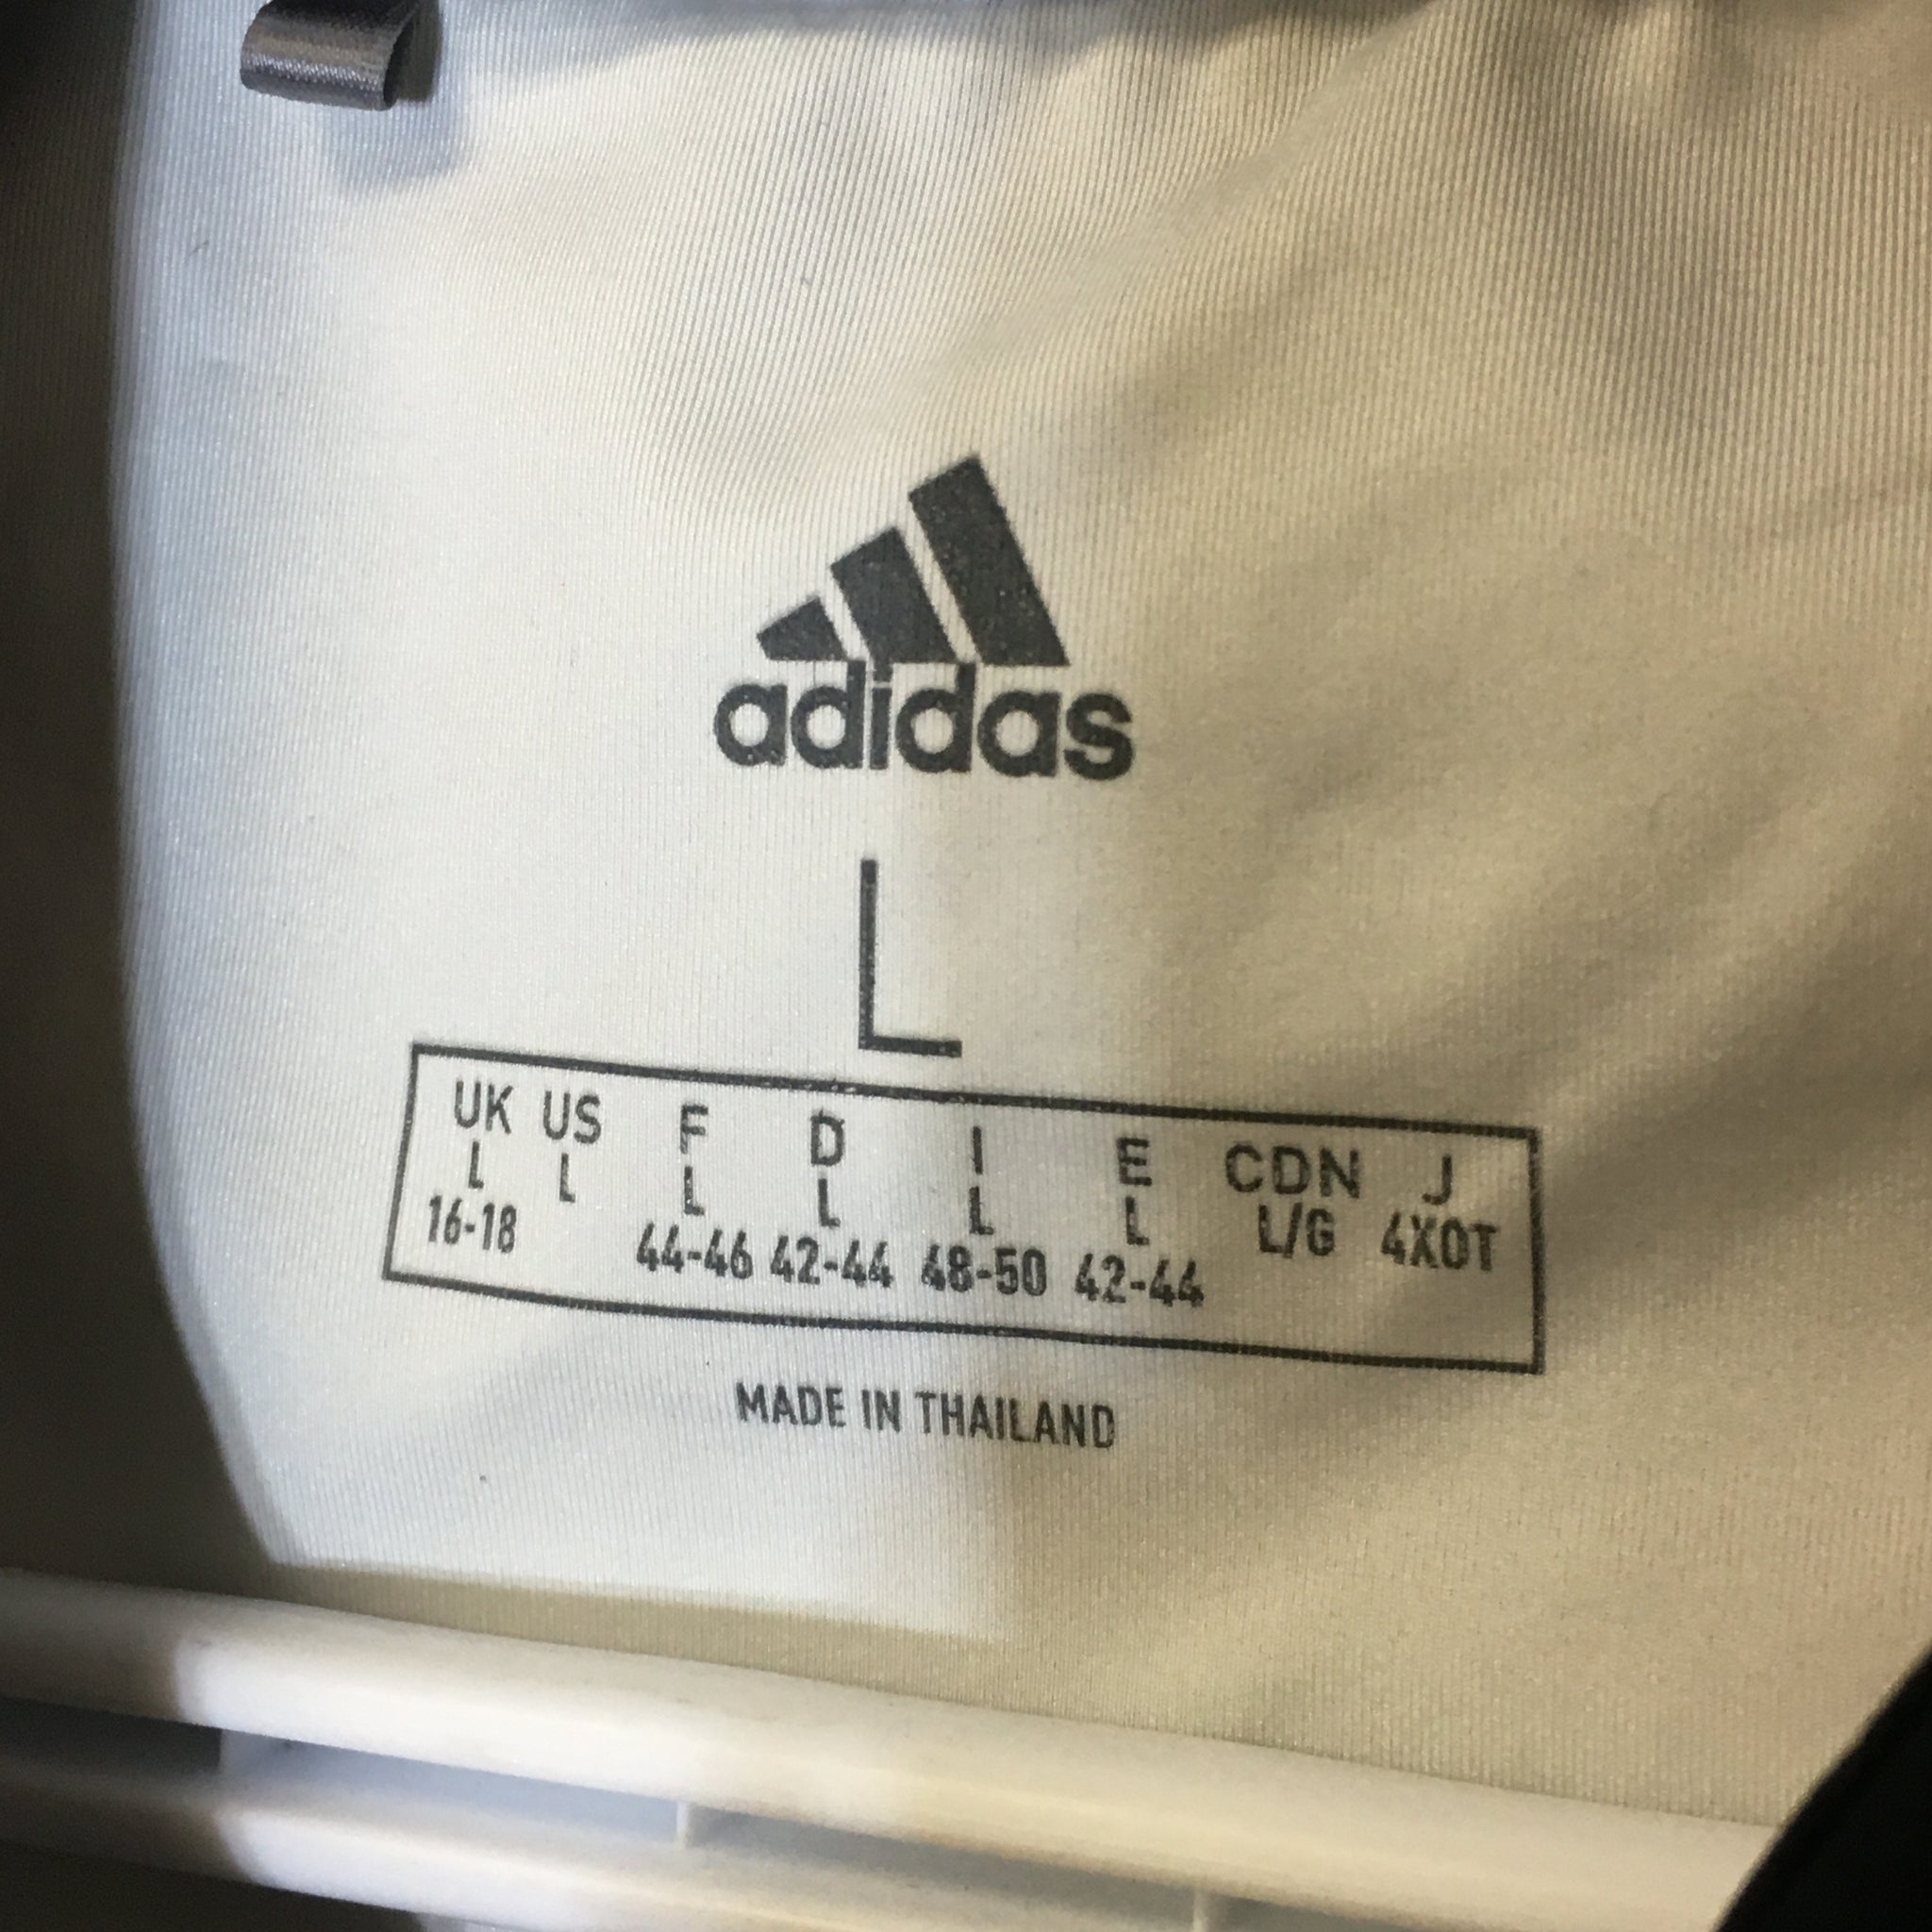 adidas
L
UK US F D I E CDN J
L L L L L L L/G 4XOT
16-18 44-46 42-44 48-50 42-44
MADE IN THAILAND